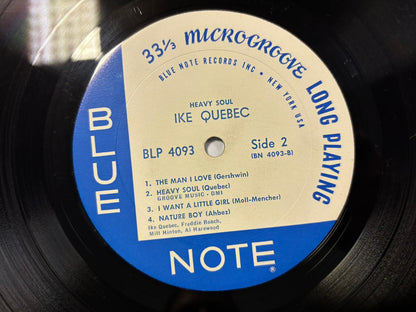 33⅓ MICROGROOVE LONG PLAYING
BLUE NOTE RECORDS INC • NEW YORK USA
HEAVY SOUL
IKE QUEBEC
BLP 4093 Side 2
(BN 4093-B)
1. THE MAN I LOVE (Gershwin)
2. HEAVY SOUL (Quebec)
GROOVE MUSIC - BMI
3. I WANT A LITTLE GIRL (Moll-Mencher)
4. NATURE BOY (Ahbez)
Ike Quebec, Freddie Roach,
Milt Hinton, Al Harewood
BLUE
NOTE®